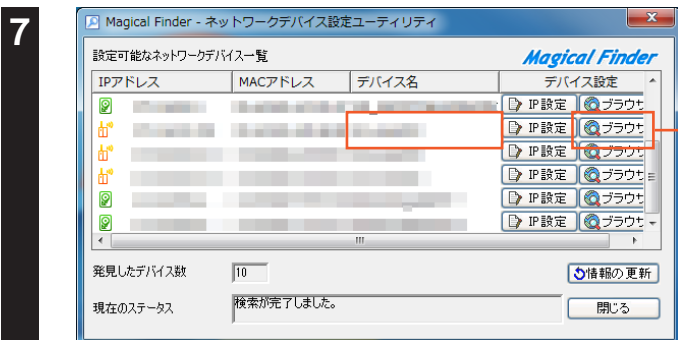 7
Magical Finder - ネットワークデバイス設定ユーティリティ
設定可能なネットワークデバイス一覧
Magical Finder
IPアドレス MACアドレス デバイス名 デバイス設定
IP設定 ブラウザ
IP設定 ブラウザ
IP設定 ブラウザ
IP設定 ブラウザ
IP設定 ブラウザ
IP設定 ブラウザ
発見したデバイス数 10 情報の更新
現在のステータス 検索が完了しました。 閉じる